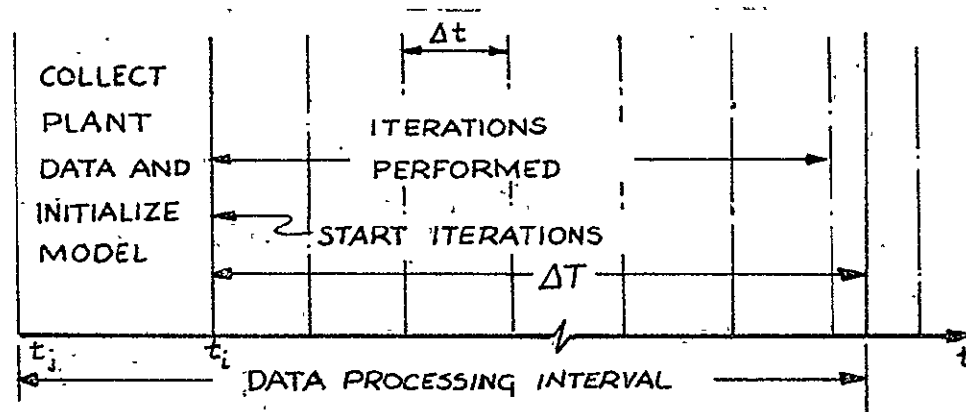 Δt
COLLECT
PLANT
DATA AND
INITIALIZE
MODEL
ITERATIONS
PERFORMED
START ITERATIONS
ΔT
t_j
t_i
t
DATA PROCESSING INTERVAL